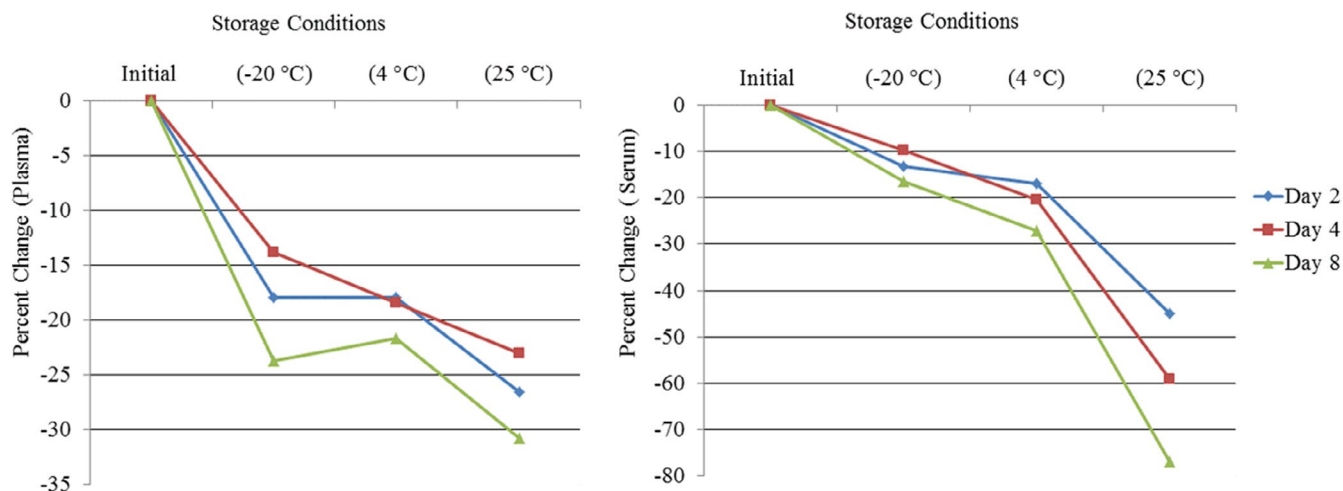 Storage Conditions
Initial (-20 °C) (4 °C) (25 °C)
0
-5
-10
-15
-20
-25
-30
-35
Percent Change (Plasma)
Storage Conditions
Initial (-20 °C) (4 °C) (25 °C)
0
-10
-20
-30
-40
-50
-60
-70
-80
Percent Change ( Serum)
Day 2
Day 4
Day 8